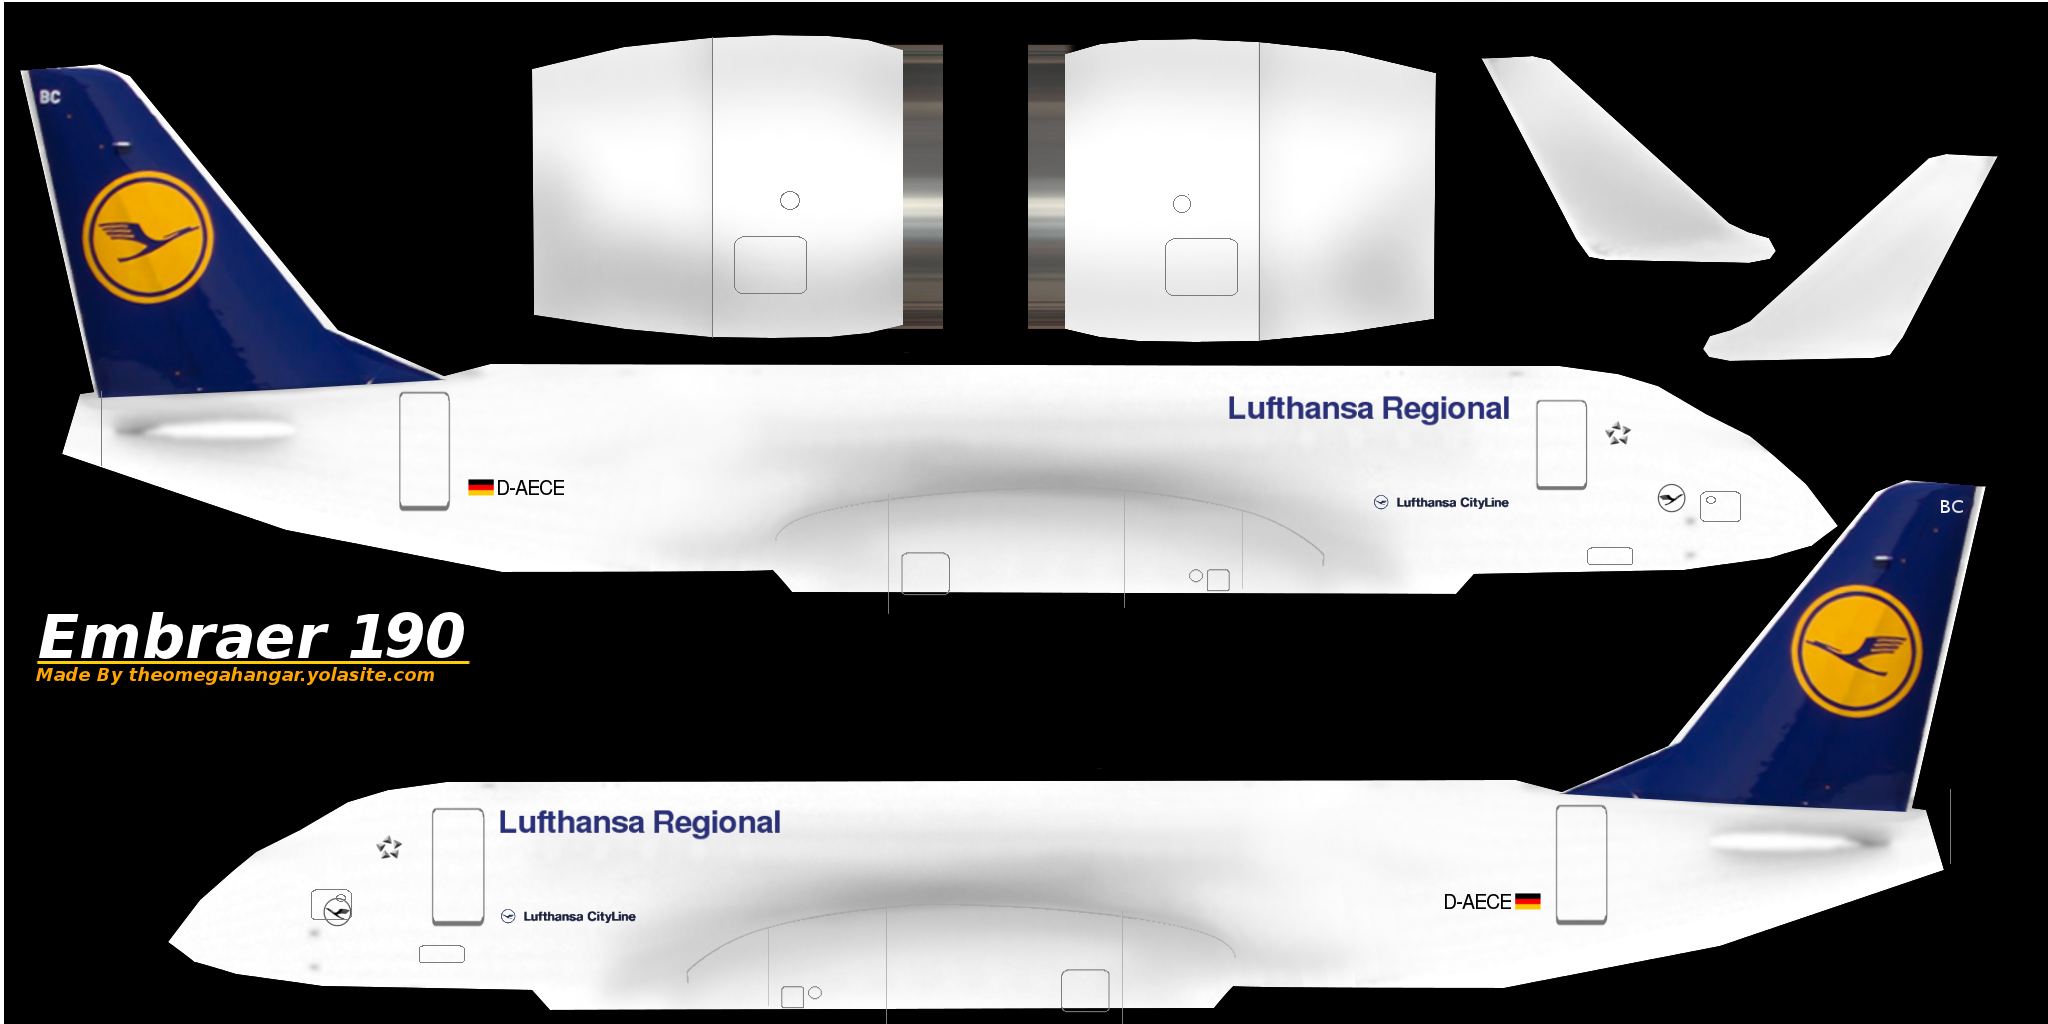 BC
Lufthansa Regional
D-AECE
Lufthansa CityLine
BC
Embraer 190
Made By theomegahangar.yolasite.com
Lufthansa Regional
D-AECE
Lufthansa CityLine